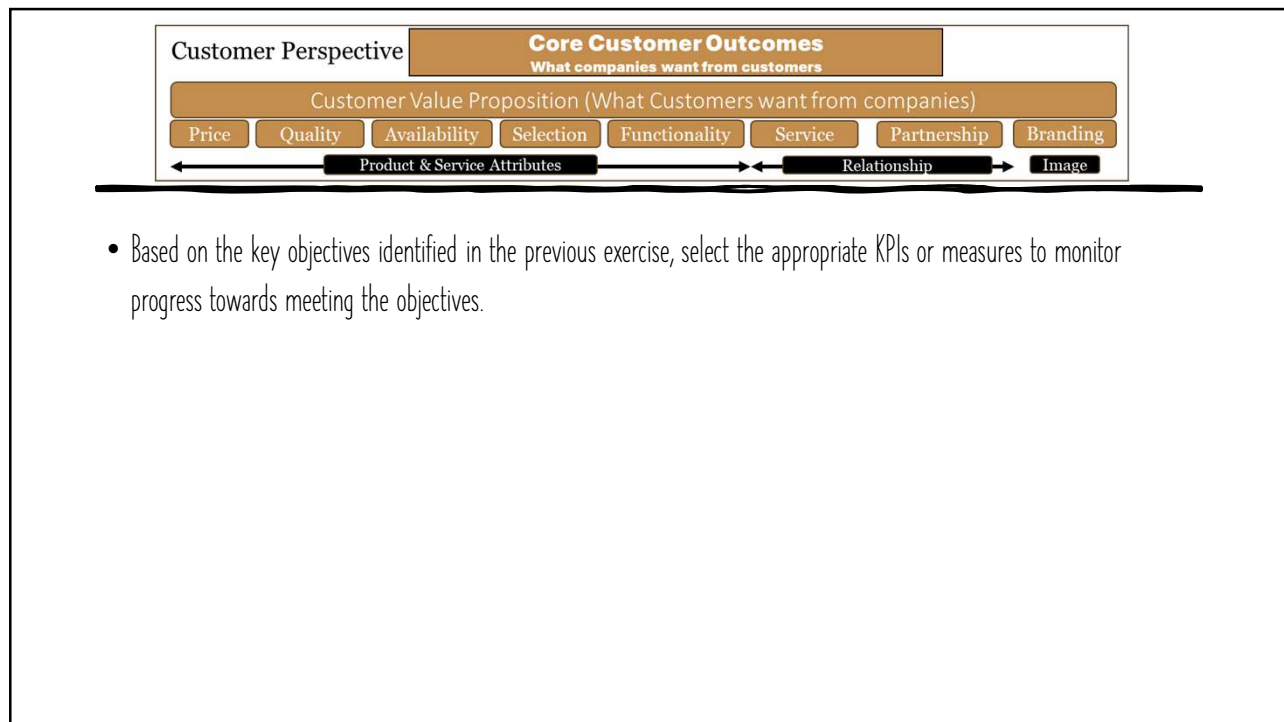 Customer Perspective
Core Customer Outcomes
What companies want from customers
Customer Value Proposition (What Customers want from companies)
Price Quality Availability Selection Functionality Service Partnership Branding
Product & Service Attributes Relationship Image
• Based on the key objectives identified in the previous exercise, select the appropriate KPIs or measures to monitor
progress towards meeting the objectives.